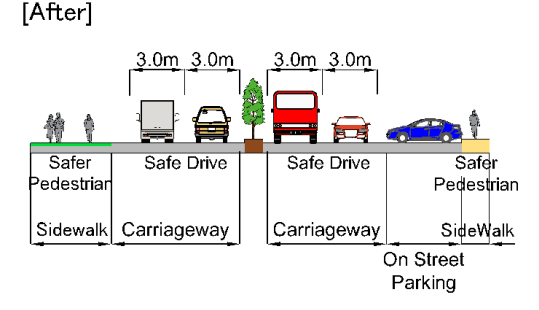 [After]
3.0m 3.0m 3.0m 3.0m
Safer Pedestrian
Safe Drive
Safe Drive
Safer Pedestrian
Sidewalk
Carriageway
Carriageway
SideWalk
On Street
Parking